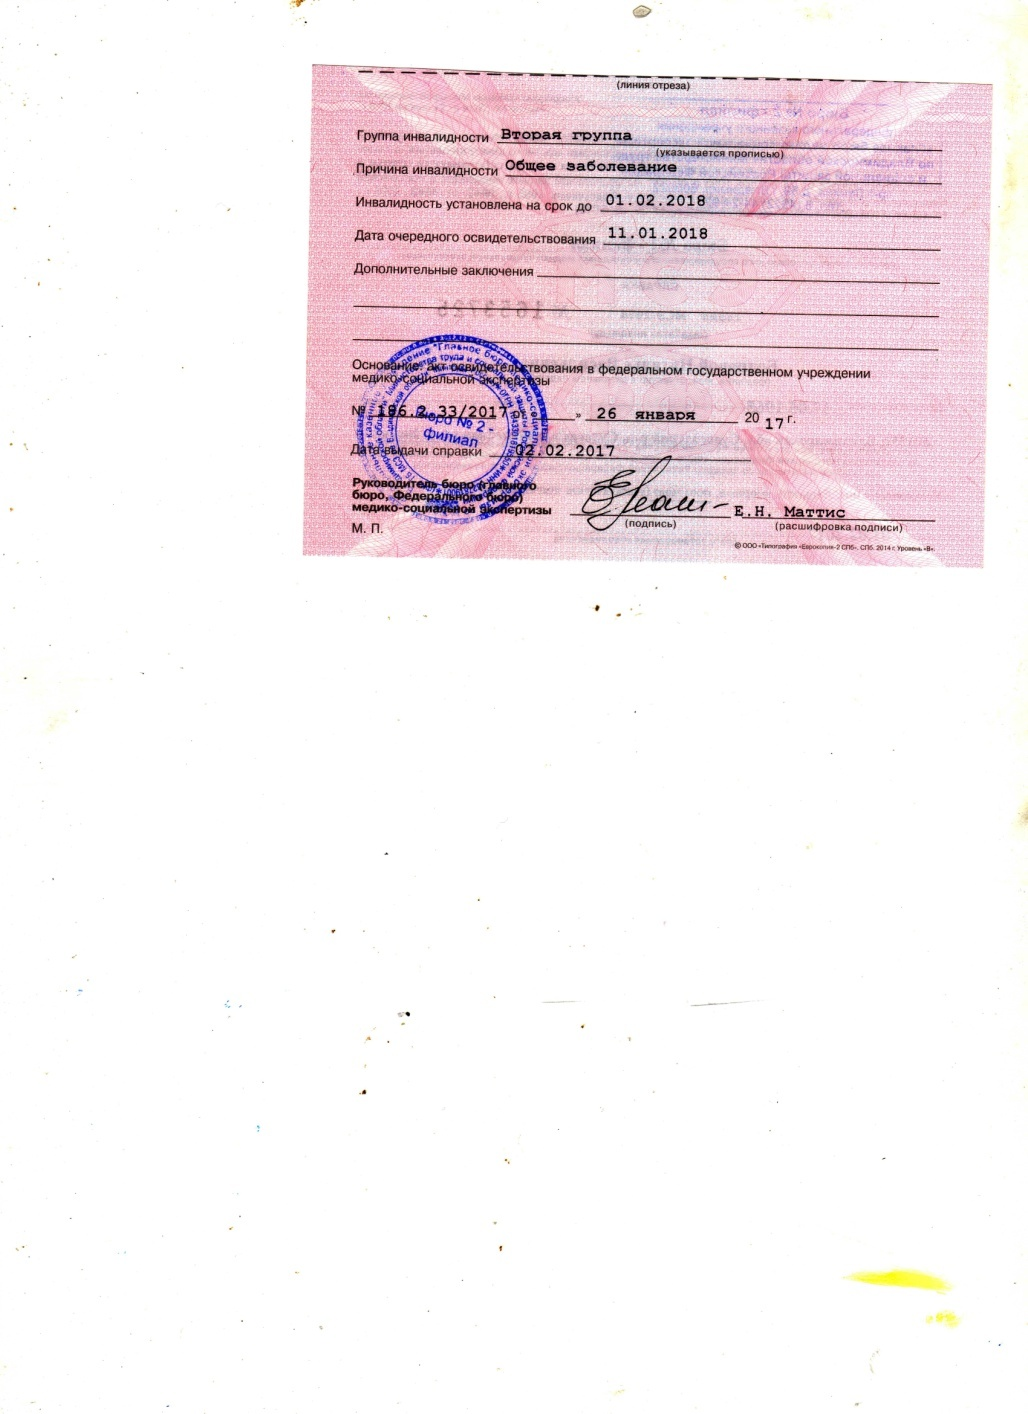 (линия отреза)
Группа инвалидности Вторая группа
(указывается прописью)
Причина инвалидности Общее заболевание
Инвалидность установлена на срок до 01.02.2018
Дата очередного освидетельствования 11.01.2018
Дополнительные заключения
Основание: акт освидетельствования в федеральном государственном учреждении
медико-социальной экспертизы
№ 196.2.33/2017 от » 26 января 20 17 г.
Бюро № 2 -
филиал
Дата выдачи справки 02.02.2017
Руководитель бюро (главного
бюро, Федерального бюро)
медико-социальной экспертизы
Е.Н. Маттис
(подпись) (расшифровка подписи)
М. П.
© ООО «Типография «Еврокопия-2 СПб». СПб. 2014 г. Уровень «В».